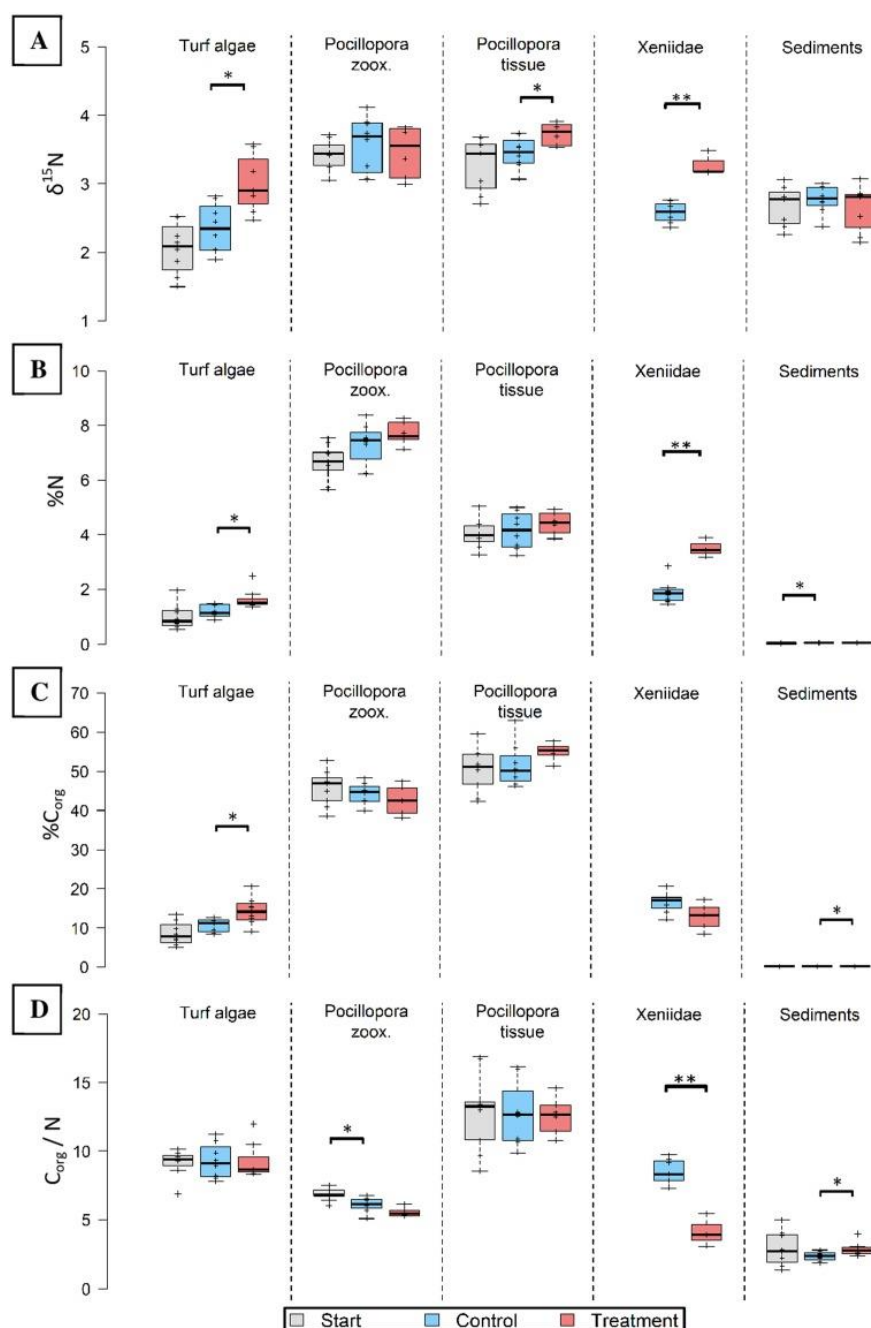 A
Turf algae
Pocillopora
zoox.
Pocillopora
tissue
Xeniidae
Sediments
δ¹⁵N
5
4
3
2
1
*
*
**
B
Turf algae
Pocillopora
zoox.
Pocillopora
tissue
Xeniidae
Sediments
%N
10
8
6
4
2
0
*
**
*
C
Turf algae
Pocillopora
zoox.
Pocillopora
tissue
Xeniidae
Sediments
%Corg
70
60
50
40
30
20
10
0
*
*
D
Turf algae
Pocillopora
zoox.
Pocillopora
tissue
Xeniidae
Sediments
Corg / N
20
15
10
5
0
*
**
*
Start Control Treatment